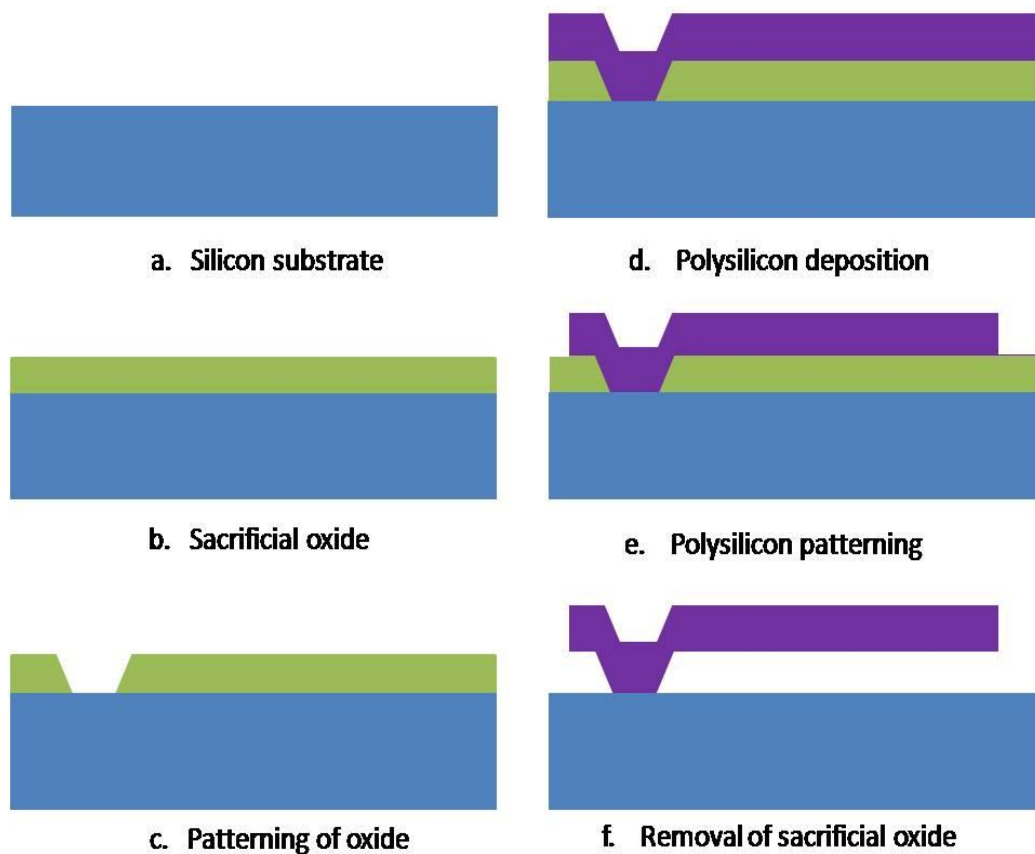 a. Silicon substrate
b. Sacrificial oxide
c. Patterning of oxide
d. Polysilicon deposition
e. Polysilicon patterning
f. Removal of sacrificial oxide